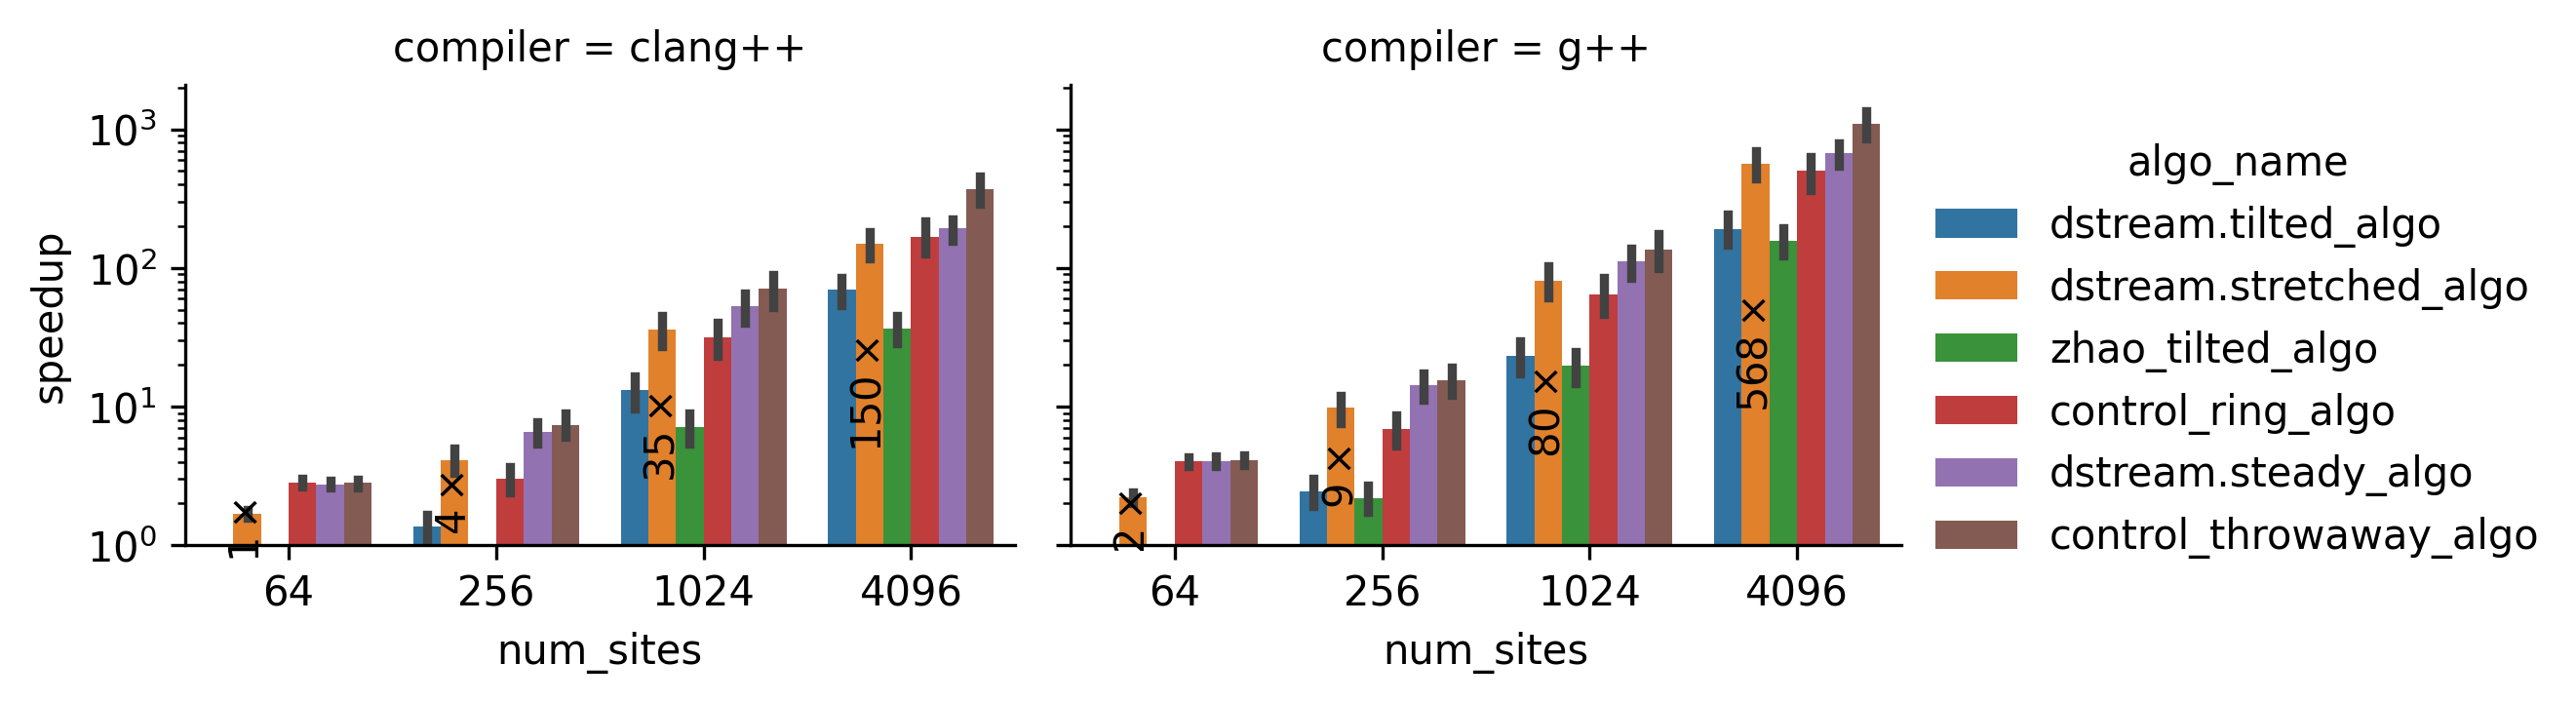 compiler = clang++
compiler = g++
speedup
10³
10²
10¹
10⁰
1 ×
4 ×
35 ×
150 ×
2 ×
9 ×
80 ×
568 ×
64
256
1024
4096
64
256
1024
4096
num_sites
num_sites
algo_name
dstream.tilted_algo
dstream.stretched_algo
zhao_tilted_algo
control_ring_algo
dstream.steady_algo
control_throwaway_algo